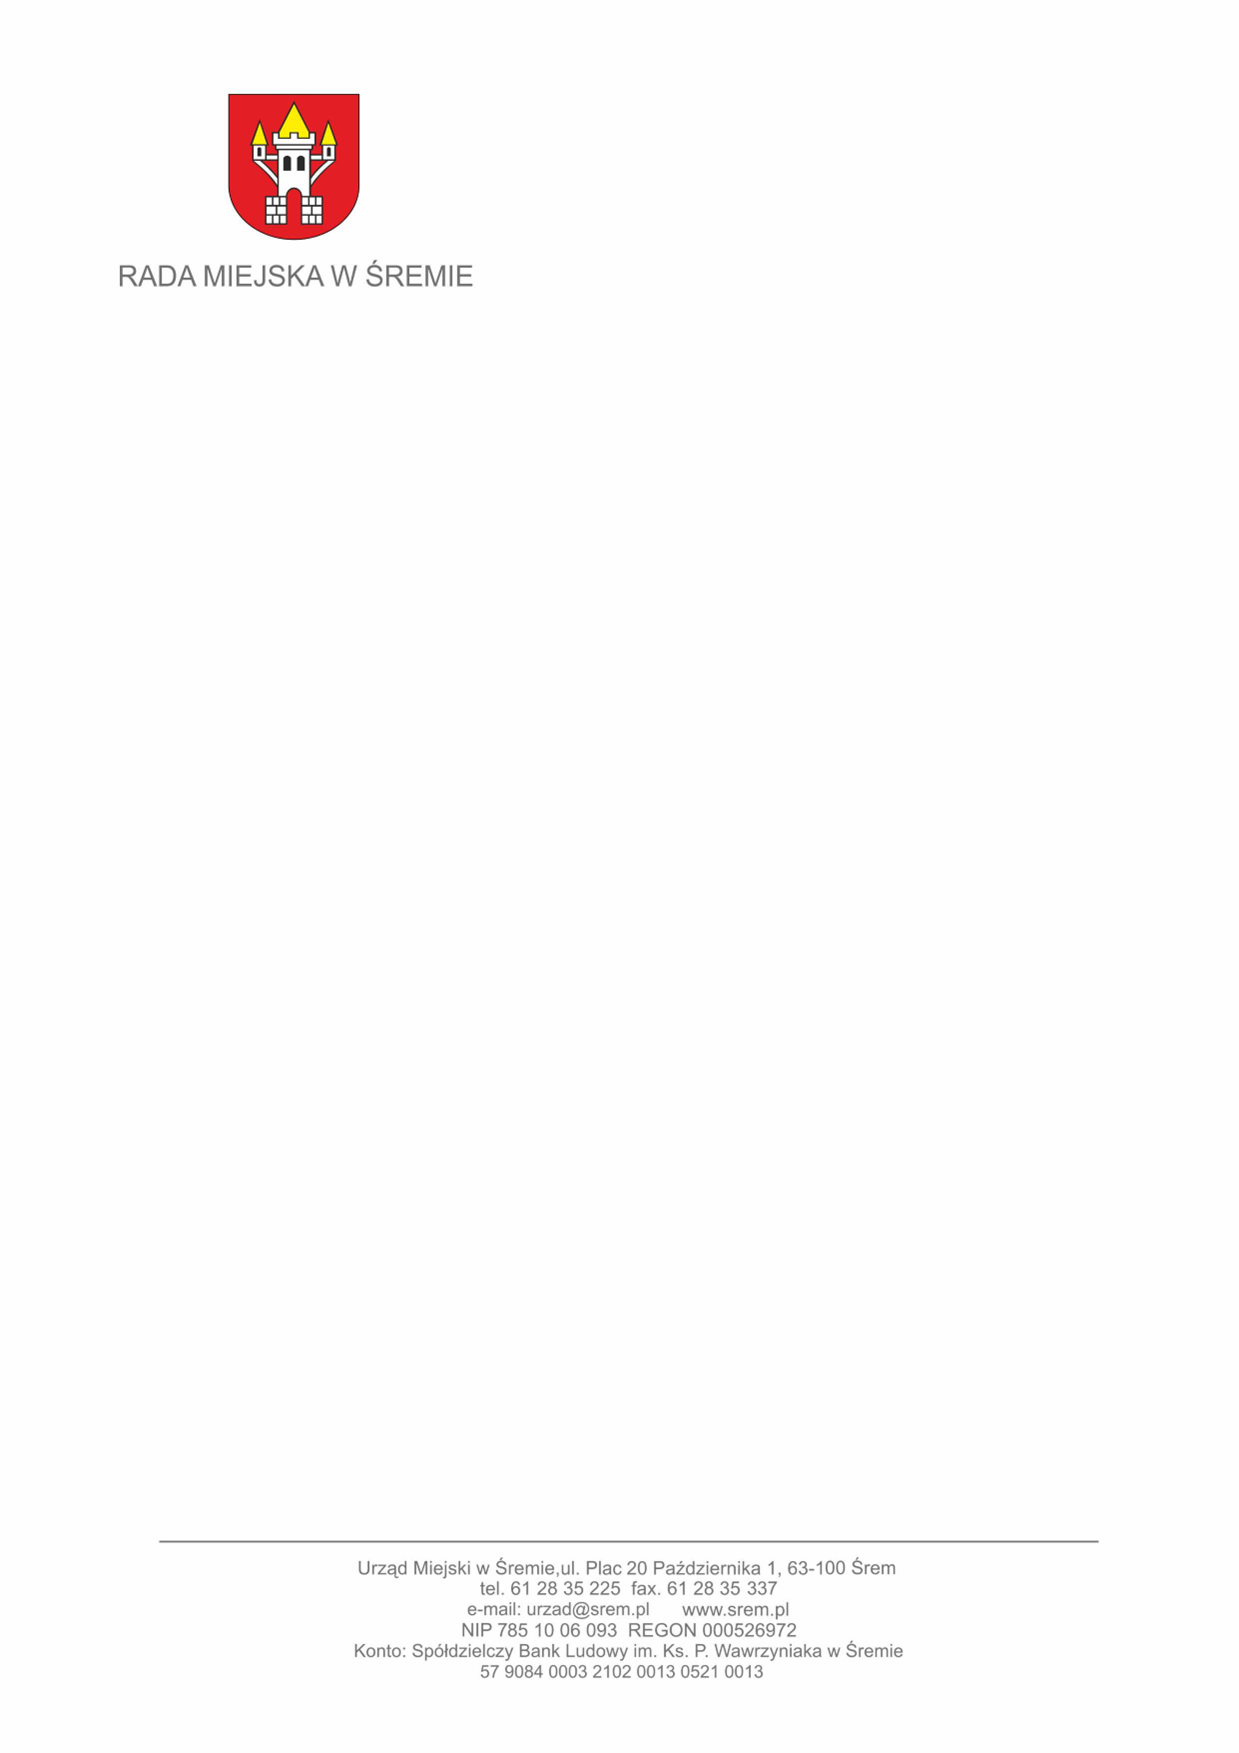 RADA MIEJSKA W ŚREMIE
Urząd Miejski w Śremie,ul. Plac 20 Października 1, 63-100 Śrem
tel. 61 28 35 225 fax. 61 28 35 337
e-mail: urzad@srem.pl www.srem.pl
NIP 785 10 06 093 REGON 000526972
Konto: Spółdzielczy Bank Ludowy im. Ks. P. Wawrzyniaka w Śremie
57 9084 0003 2102 0013 0521 0013